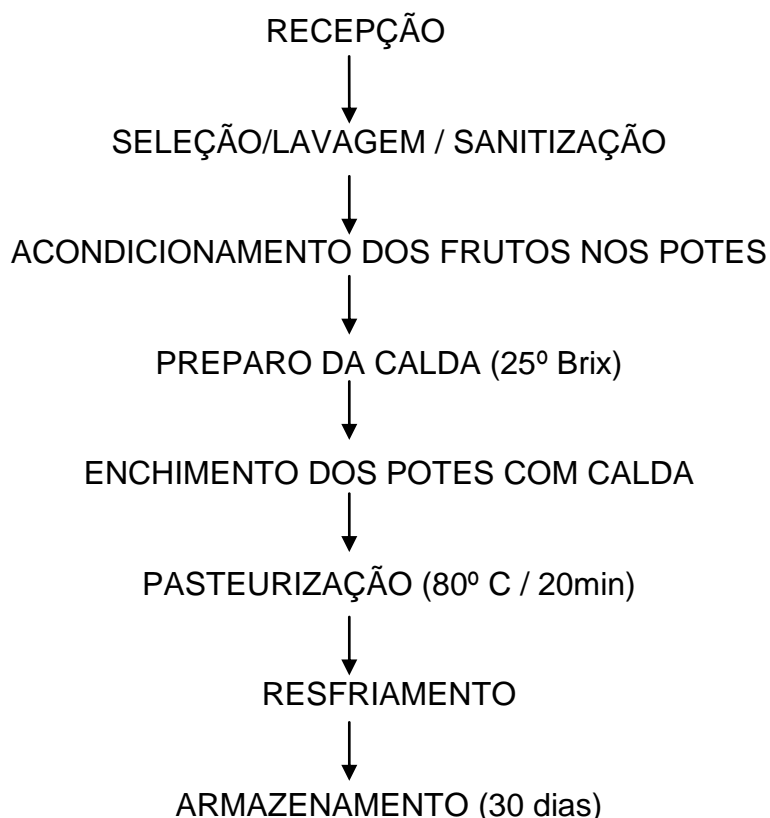 RECEPÇÃO
SELEÇÃO/LAVAGEM / SANITIZAÇÃO
ACONDICIONAMENTO DOS FRUTOS NOS POTES
PREPARO DA CALDA (25º Brix)
ENCHIMENTO DOS POTES COM CALDA
PASTEURIZAÇÃO (80º C / 20min)
RESFRIAMENTO
ARMAZENAMENTO (30 dias)